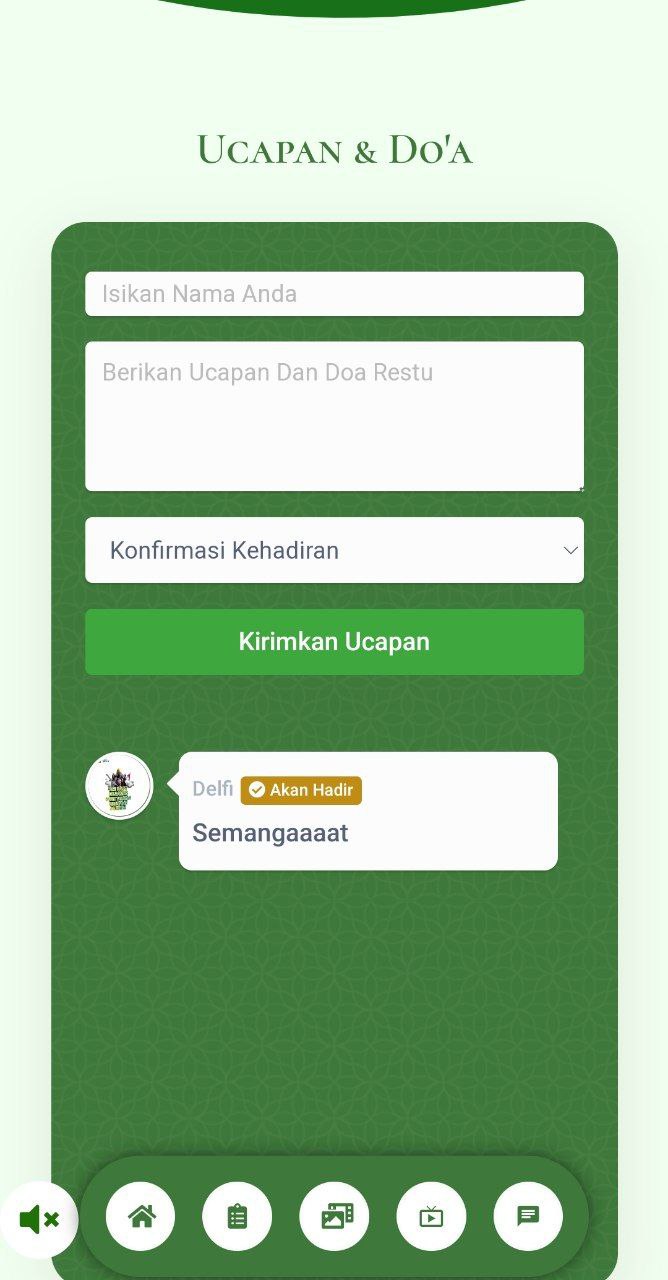 Ucapan & Do'a
Isikan Nama Anda
Berikan Ucapan Dan Doa Restu
Konfirmasi Kehadiran
Kirimkan Ucapan
Delfi Akan Hadir
Semangaaaat